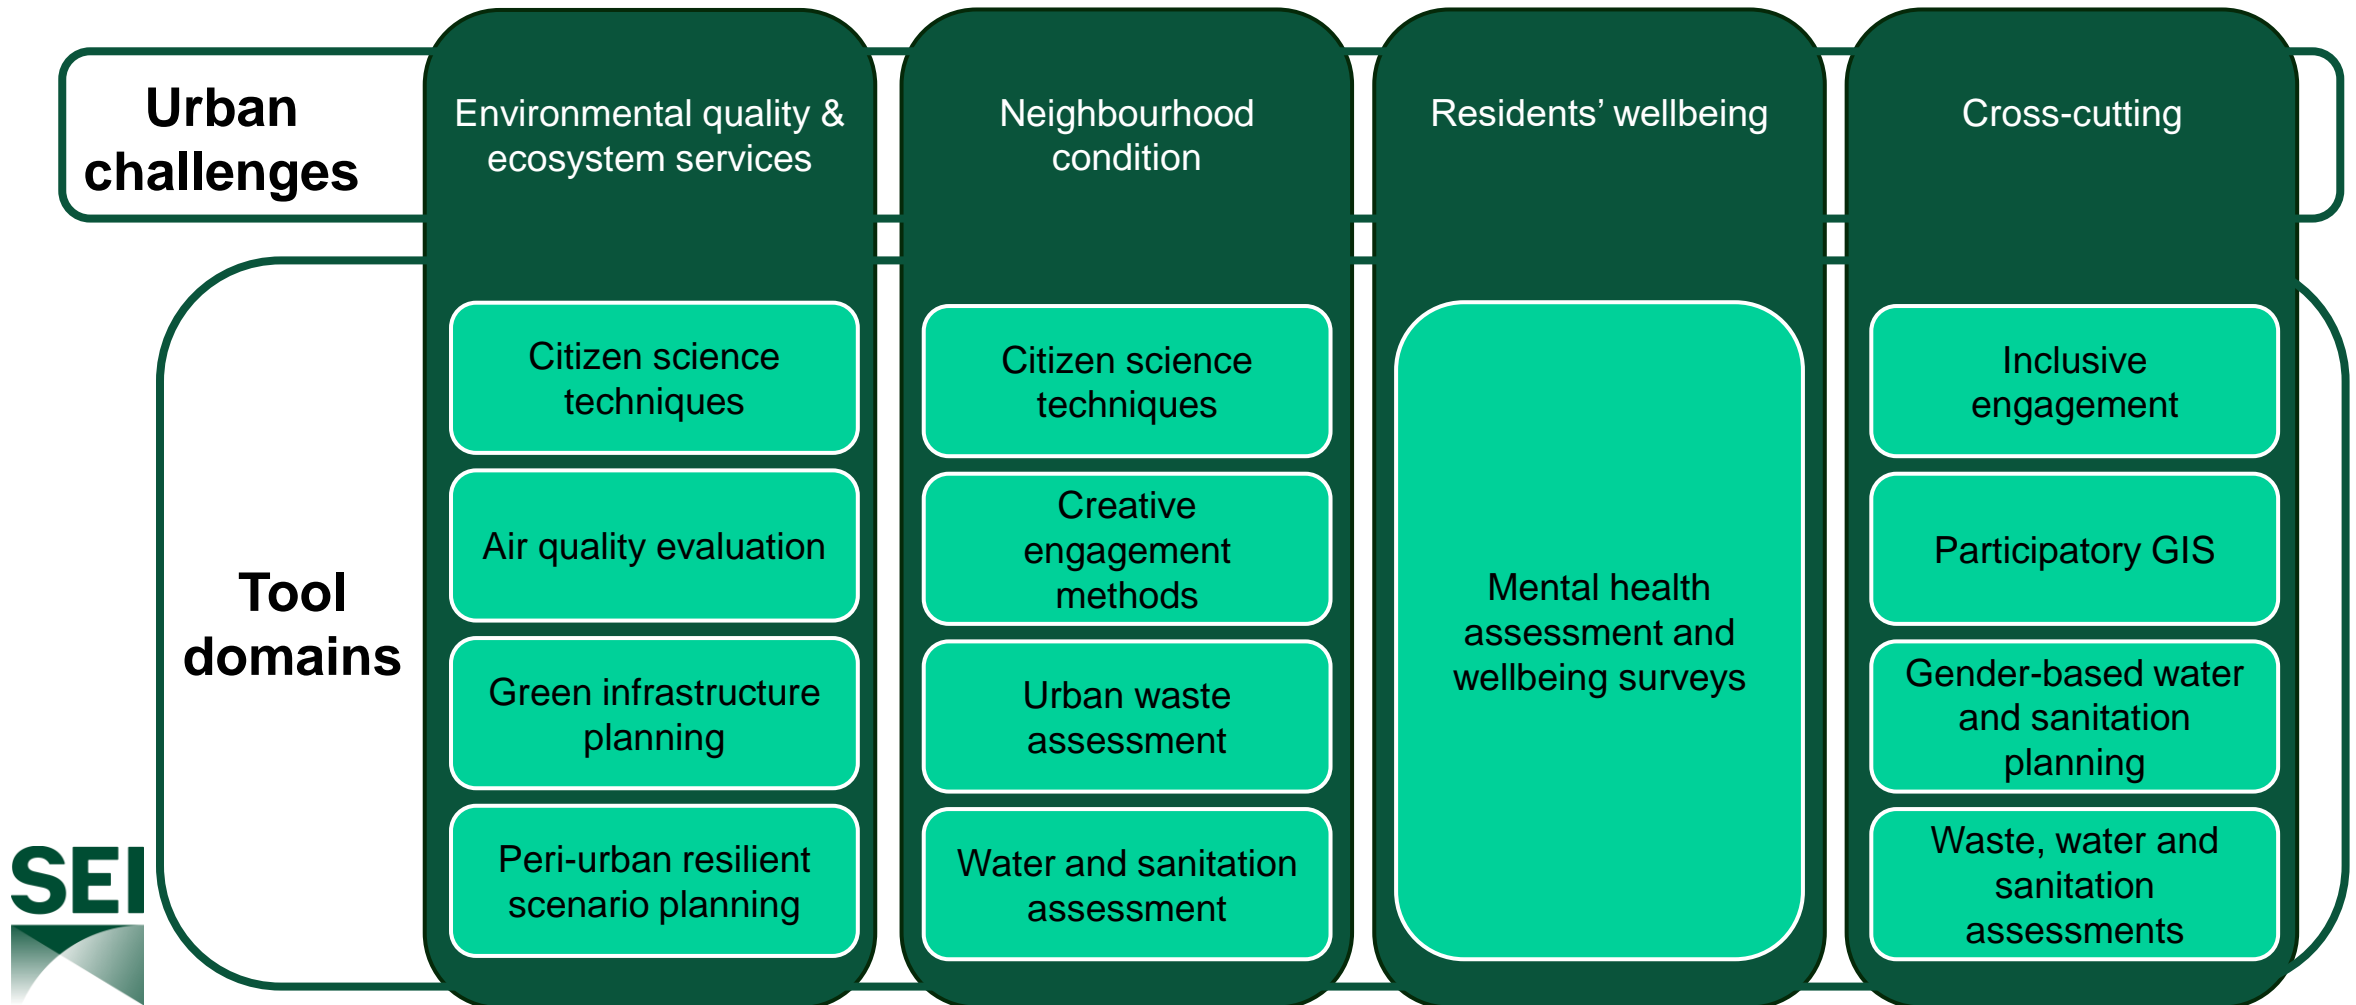 Urban
challenges
Environmental quality &
ecosystem services
Neighbourhood
condition
Residents’ wellbeing
Cross-cutting
Tool
domains
Citizen science
techniques
Air quality evaluation
Green infrastructure
planning
Peri-urban resilient
scenario planning
Citizen science
techniques
Creative
engagement
methods
Urban waste
assessment
Water and sanitation
assessment
Mental health
assessment and
wellbeing surveys
Inclusive
engagement
Participatory GIS
Gender-based water
and sanitation
planning
Waste, water and
sanitation
assessments
SEI